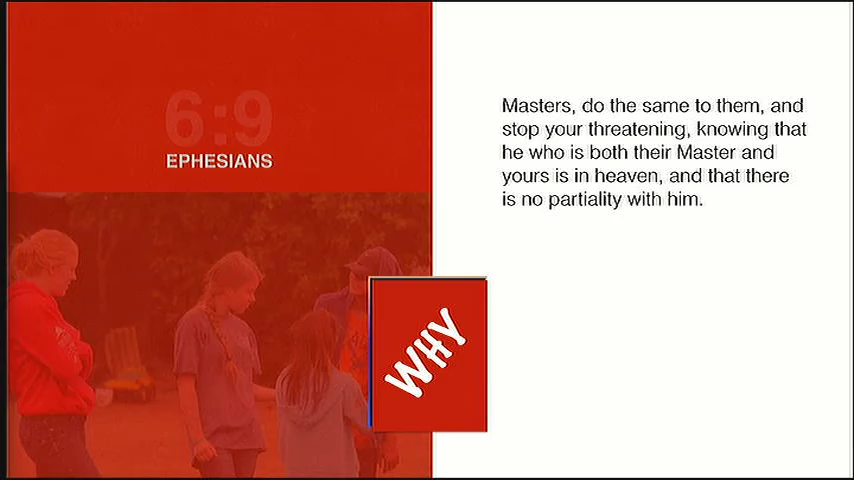 6:9
EPHESIANS
Masters, do the same to them, and
stop your threatening, knowing that
he who is both their Master and
yours is in heaven, and that there
is no partiality with him.
WHY